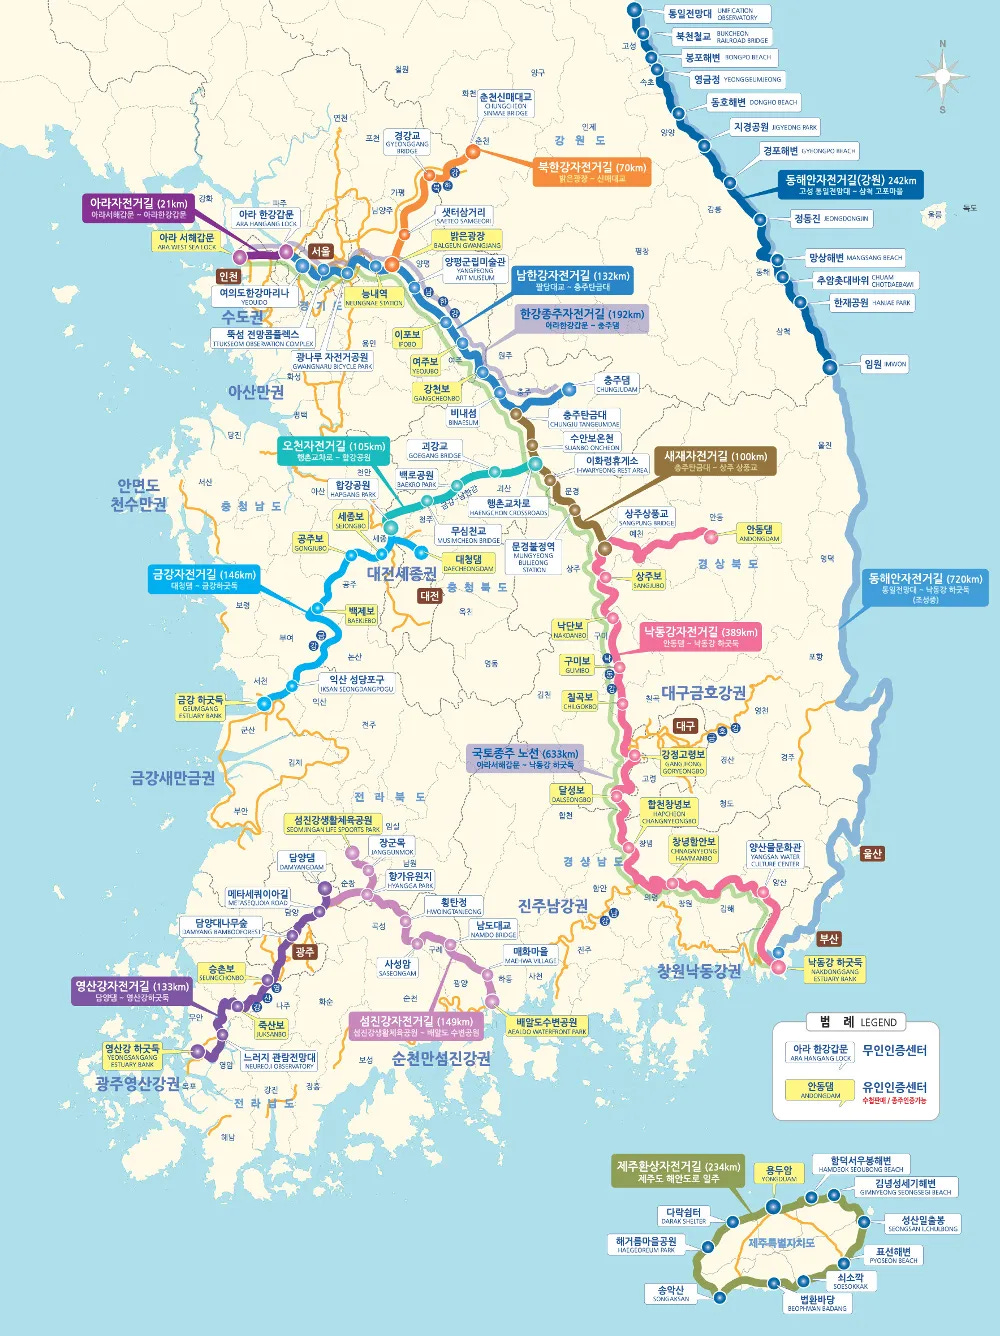 통일전망대 UNIFICATION OBSERVATORY
고성
북천철교 BUKCHEON RAILROAD BRIDGE
봉포해변 BONGPO BEACH
속초
영금정 YEONGGEUMJEONG
동호해변 DONGHO BEACH
양양
지경공원 JIGYEONG PARK
경포해변 GYEONGPO BEACH
동해안자전거길(강원) 242km
고성 통일전망대 ~ 삼척 고포마을
강릉
정동진 JEONGDONGJIN
망상해변 MANGSANG BEACH
동해
추암촛대바위 CHUAM CHOTDAEBAWI
한재공원 HANJAE PARK
삼척
임원 IMWON
울릉
독도
N
S
철원
양구
화천
연천
포천
인제
강 원 도
춘천신매대교
CHUNCHEON SINMAE BRIDGE
춘천
경강교
GYEONGGANG BRIDGE
북한강자전거길 (70km)
밝은광장 ~ 신매대교
북 한 강
가평
남양주
샛터삼거리
SAETEO SAMGEORI
밝은광장
BALGEUN GWANGJANG
양평
양평군립미술관
YANGPEONG ART MUSEUM
평창
아라자전거길 (21km)
아라서해갑문 ~ 아라한강갑문
강화
파주
아라 한강갑문
ARA HANGANG LOCK
아라 서해갑문
ARA WEST SEA LOCK
서울
인천
여의도한강마리나
YEOUIDO
경 기 도
수도권
능내역
NEUNGNAE STATION
뚝섬 전망콤플렉스
TTUKSEOM OBSERVATION COMPLEX
광나루 자전거공원
GWANGNARU BICYCLE PARK
용인
화성
평택
아산만권
남한강자전거길 (132km)
팔당대교 ~ 충주탄금대
한강종주자전거길 (192km)
아라한강갑문 ~ 충주댐
남 한 강
이포보
IPOBO
여주보
YEOJUBO
여주
원주
강천보
GANGCHEONBO
비내섬
BINAESUM
충주
충주댐
CHUNGJUDAM
충주탄금대
CHUNGJU TANGEUMDAE
수안보온천
SUANBO ONCHEON
이화령휴게소
IHWARYEONG REST AREA
새재자전거길 (100km)
충주탄금대 ~ 상주 상풍교
오천자전거길 (105km)
행촌교차로 ~ 합강공원
괴강교
GOEGANG BRIDGE
백로공원
BAEKRO PARK
합강공원
HAPGANG PARK
괴산
금강~남한강
행촌교차로
HAENGCHON CROSSROADS
문경
문경불정역
MUNGYEONG BULJEONG STATION
무심천교
MUSIMCHEON BRIDGE
청주
당진
서산
안면도
천수만권
충 청 남 도
아산
천안
세종보
SEJONGBO
세종
공주보
GONGJUBO
공주
대청댐
DAECHEONGDAM
대전세종권
대전
충 청 북 도
옥천
금강자전거길 (146km)
대청댐 ~ 금강하굿둑
보령
백제보
BAEKJEBO
부여
금 강
논산
서천
익산 성당포구
IKSAN SEONGDANGPOGU
금강 하굿둑
GEUMGANG ESTUARY BANK
익산
군산
전주
김제
부안
금강새만금권
영동
상주상풍교
SANGPUNG BRIDGE
예천
안동
안동댐
ANDONGDAM
경 상 북 도
상주
상주보
SANGJUBO
낙단보
NAKDANBO
구미
구미보
GUMIBO
낙 동 강
낙동강자전거길 (389km)
안동댐 ~ 낙동강 하굿둑
김천
칠곡보
CHILGOKBO
칠곡
대구금호강권
대구
영천
금 호 강
경산
경주
울진
영덕
포항
동해안자전거길 (720km)
통일전망대 ~ 낙동강 하굿둑
(조성중)
국토종주 노선 (633km)
아라서해갑문 ~ 낙동강 하굿둑
강정고령보
GANGJEONG GORYEONGBO
고령
달성보
DALSEONGBO
합천
합천창녕보
HAPCHEON CHANGNYEONGBO
청도
창녕
경 상 남 도
창녕함안보
CHNAGNYEONG HAMMANBO
양산물문화관
YANGSAN WATER CULTURE CENTER
양산
울산
부산
낙동강 하굿둑
NAKDONGGANG ESTUARY BANK
함안
의령
창원
김해
창원낙동강권
진주남강권
남 강
진주
사천
전 라 북 도
섬진강생활체육공원
SEOMJINGAN LIFE SPOORTS PARK
임실
장군목
JANGGUNMOK
남원
담양댐
DAMYANGDAM
순창
향가유원지
HYANGGA PARK
메타세쿼이아길
METASEQUOIA ROAD
담양
횡탄정
HWOINGTANJEONG
곡성
담양대나무숲
DAMYANG BAMBOOFOREST
남도대교
NAMDO BRIDGE
구례
매화마을
MAEHWA VILLAGE
하동
광주
사성암
SASEONGAM
광양
승촌보
SEUNGCHONBO
영 산 강
나주
화순
순천
영산강자전거길 (133km)
담양댐 ~ 영산강하굿둑
무안
죽산보
JUKSANBO
섬진강자전거길 (149km)
섬진강생활체육공원 ~ 배알도 수변공원
배알도수변공원
AEALDO WATERFRONT PARK
영산강 하굿둑
YEONGSANGANG ESTUARY BANK
느러지 관람전망대
NEUREOJI OBSERVATORY
영암
보성
순천만섬진강권
광주영산강권
목포
강진
장흥
전 라 남 도
해남
범 례 LEGEND
아라 한강갑문
ARA HANGANG LOCK
무인인증센터
안동댐
ANDONGDAM
유인인증센터
수첩판매 / 종주인증가능
제주환상자전거길 (234km)
제주도 해안도로 일주
용두암
YONGDUAM
함덕서우봉해변
HAMDEOK SEOUBONG BEACH
김녕성세기해변
GIMNYEONG SEONGSEGI BEACH
다락쉼터
DARAK SHELTER
성산일출봉
SEONGSAN ILCHULBONG
해거름마을공원
HAEGEOREUM PARK
제주특별자치도
표선해변
PYOSEON BEACH
송악산
SONGAKSAN
쇠소깍
SOESOKKAK
법환바당
BEOPHWAN BADANG